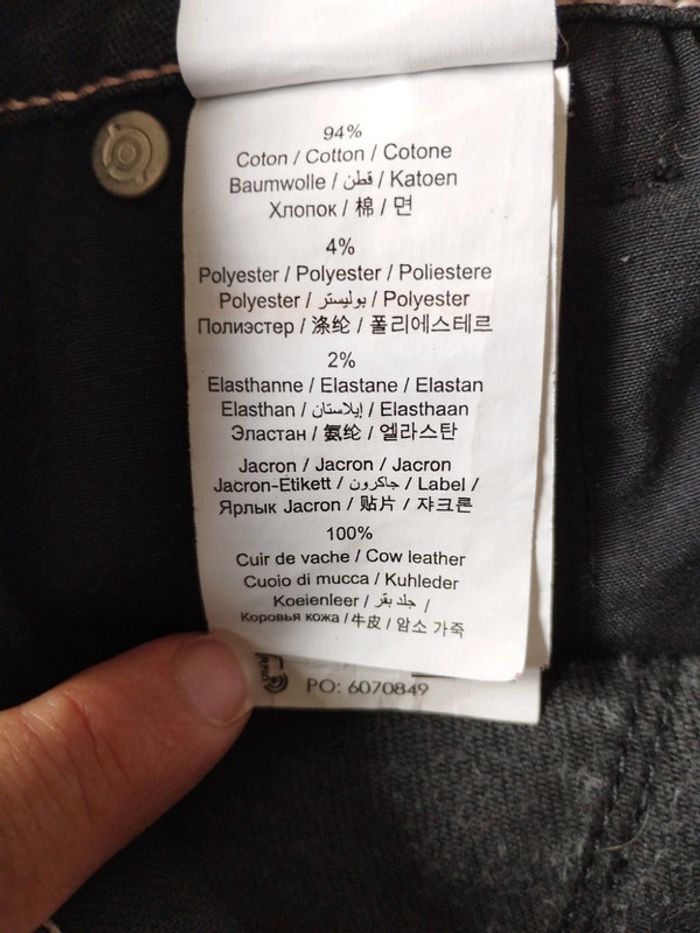 94%
Coton / Cotton / Cotone
Baumwolle / قطن / Katoen
Хлопок / 棉 / 면
4%
Polyester / Polyester / Poliestere
Polyester / بوليستر / Polyester
Полиэстер / 涤纶 / 폴리에스테르
2%
Elasthanne / Elastane / Elastan
Elasthan / إيلاستان / Elasthaan
Эластан / 氨纶 / 엘라스탄
Jacron / Jacron / Jacron
Jacron-Étikett / جاكرون / Label /
Ярлык Jacron / 贴片 / 쟈크론
100%
Cuir de vache / Cow leather
Cuoio di mucca / Kuhleder
Koeienleer / جلد بقر /
Коровья кожа / 牛皮 / 암소 가죽
PO: 6070849